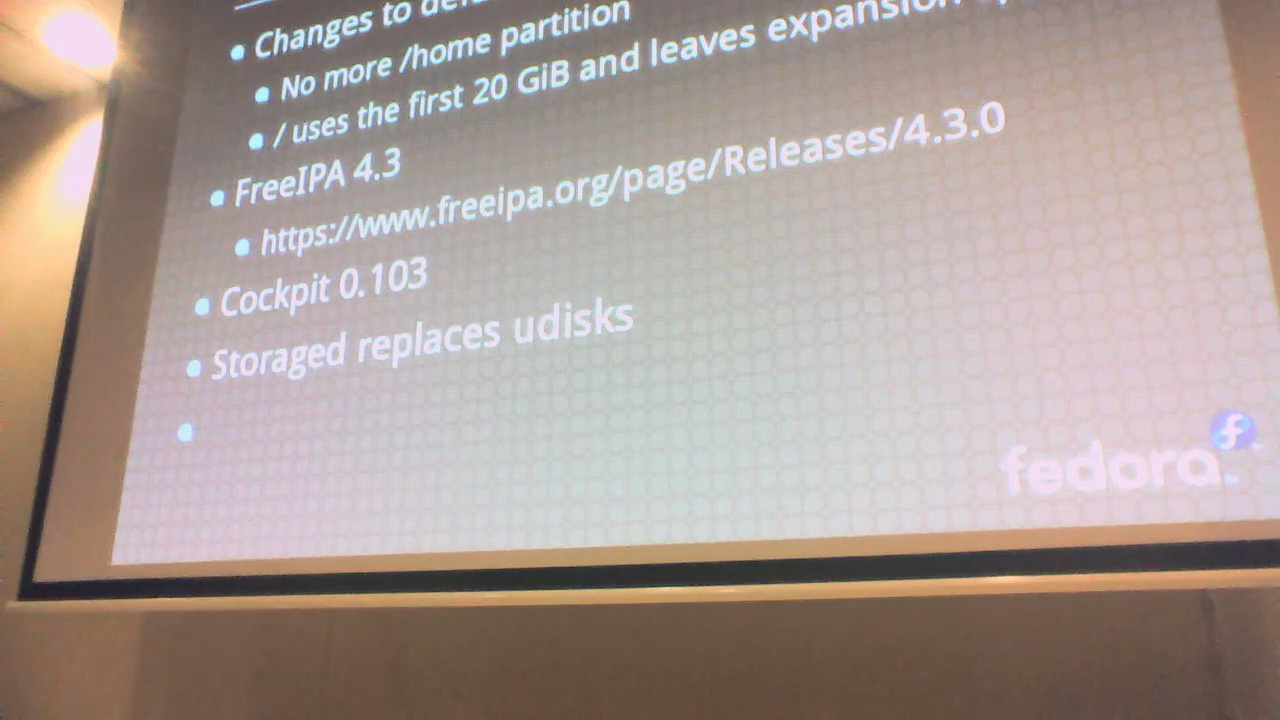 Changes to
No more /home partition
/ uses the first 20 GiB and leaves expansion
FreeIPA 4.3
https://www.freeipa.org/page/Releases/4.3.0
Cockpit 0.103
Storaged replaces udisks
fedora